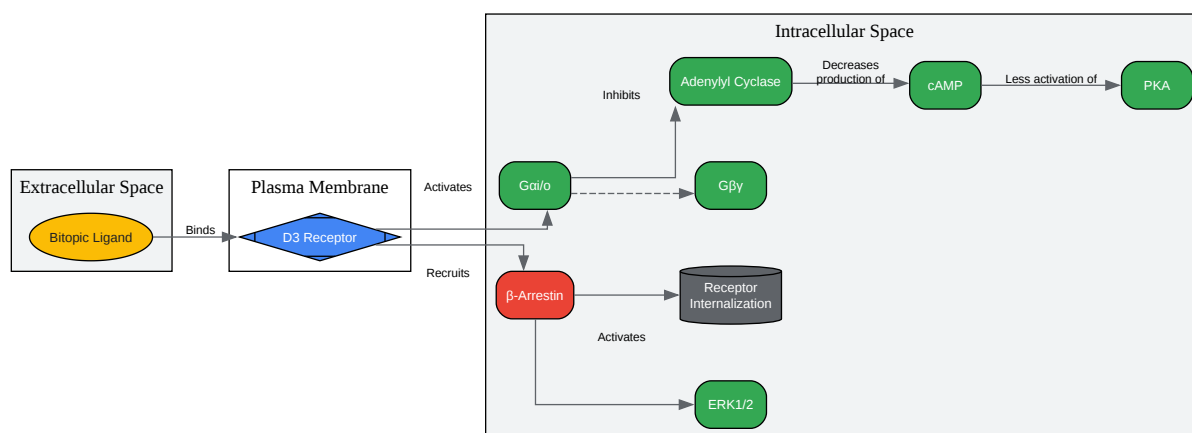 Intracellular Space
Adenylyl Cyclase
Decreases
production of
cAMP
Less activation of
PKA
Inhibits
Extracellular Space
Bitopic Ligand
Binds
Plasma Membrane
D3 Receptor
Activates
Recruits
Gαi/o
Gβγ
β-Arrestin
Receptor
Internalization
Activates
ERK1/2